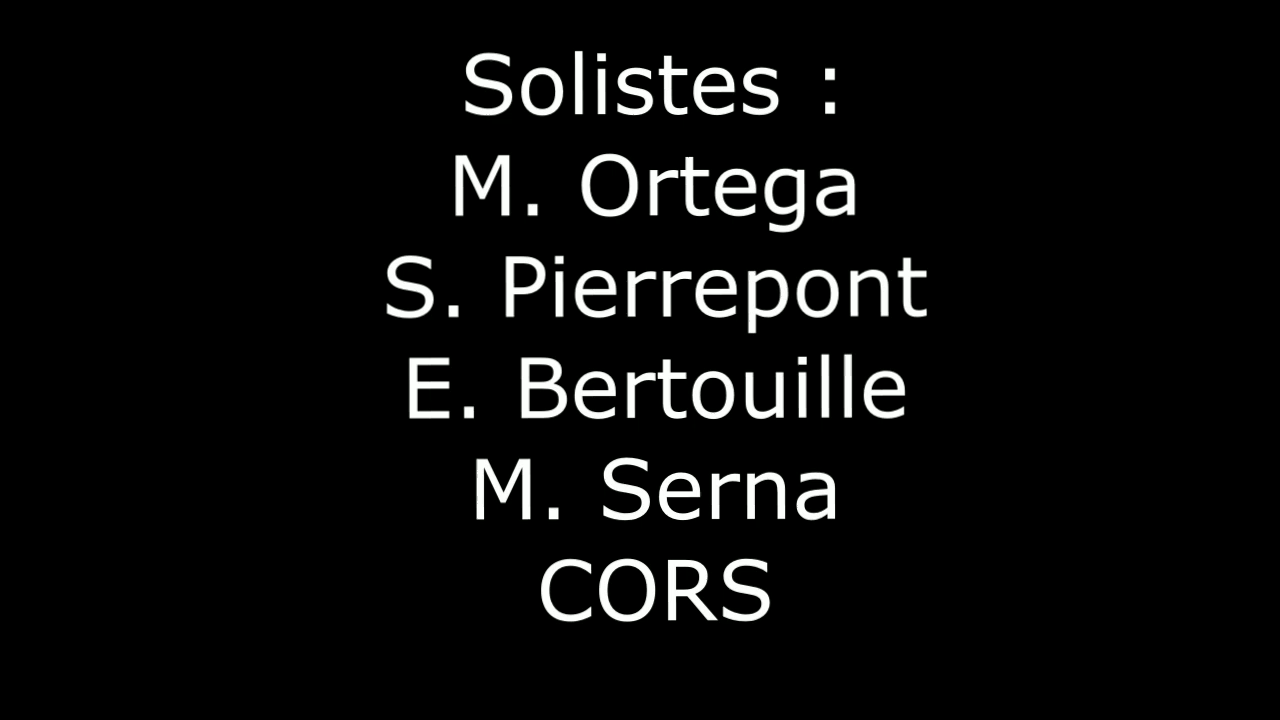 Solistes :
M. Ortega
S. Pierrepont
E. Bertouille
M. Serna
CORS